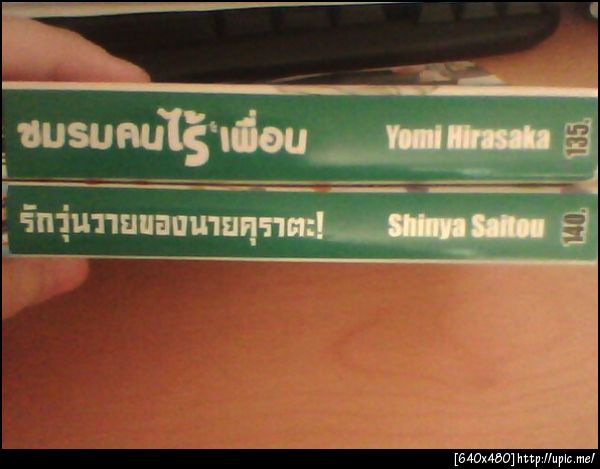 ชมรมคนไร้เพื่อน Yomi Hirasaka 135.-
รักวุ่นวายของนายคุราตะ! Shinya Saitou 140.-
[640x480] http://upic.me/